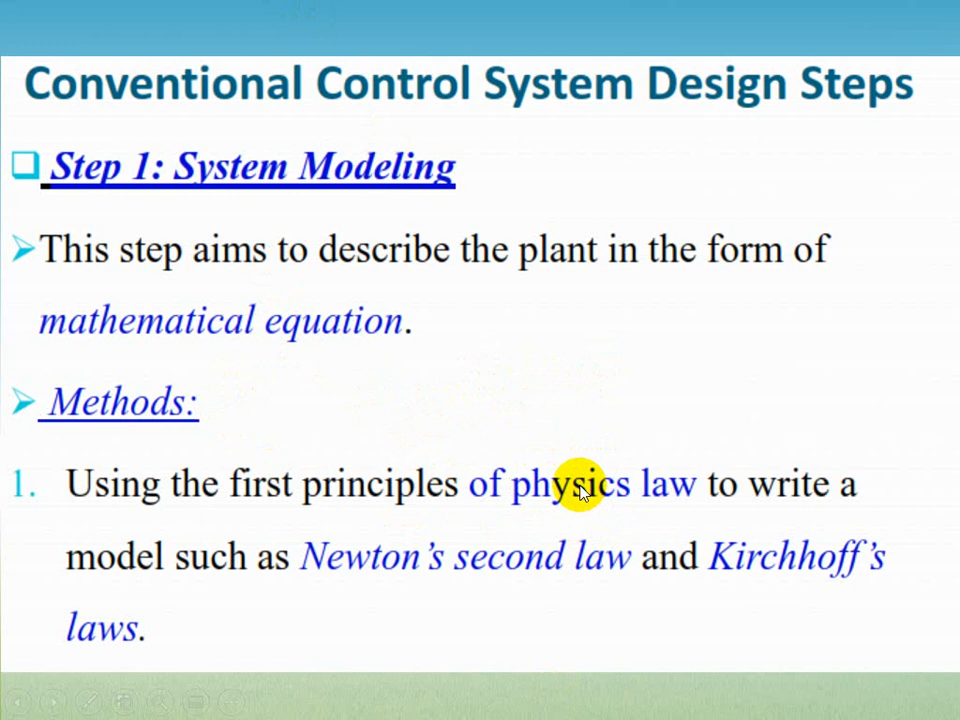 Conventional Control System Design Steps
Step 1: System Modeling
This step aims to describe the plant in the form of
mathematical equation.
Methods:
1. Using the first principles of physics law to write a
model such as Newton’s second law and Kirchhoff’s
laws.